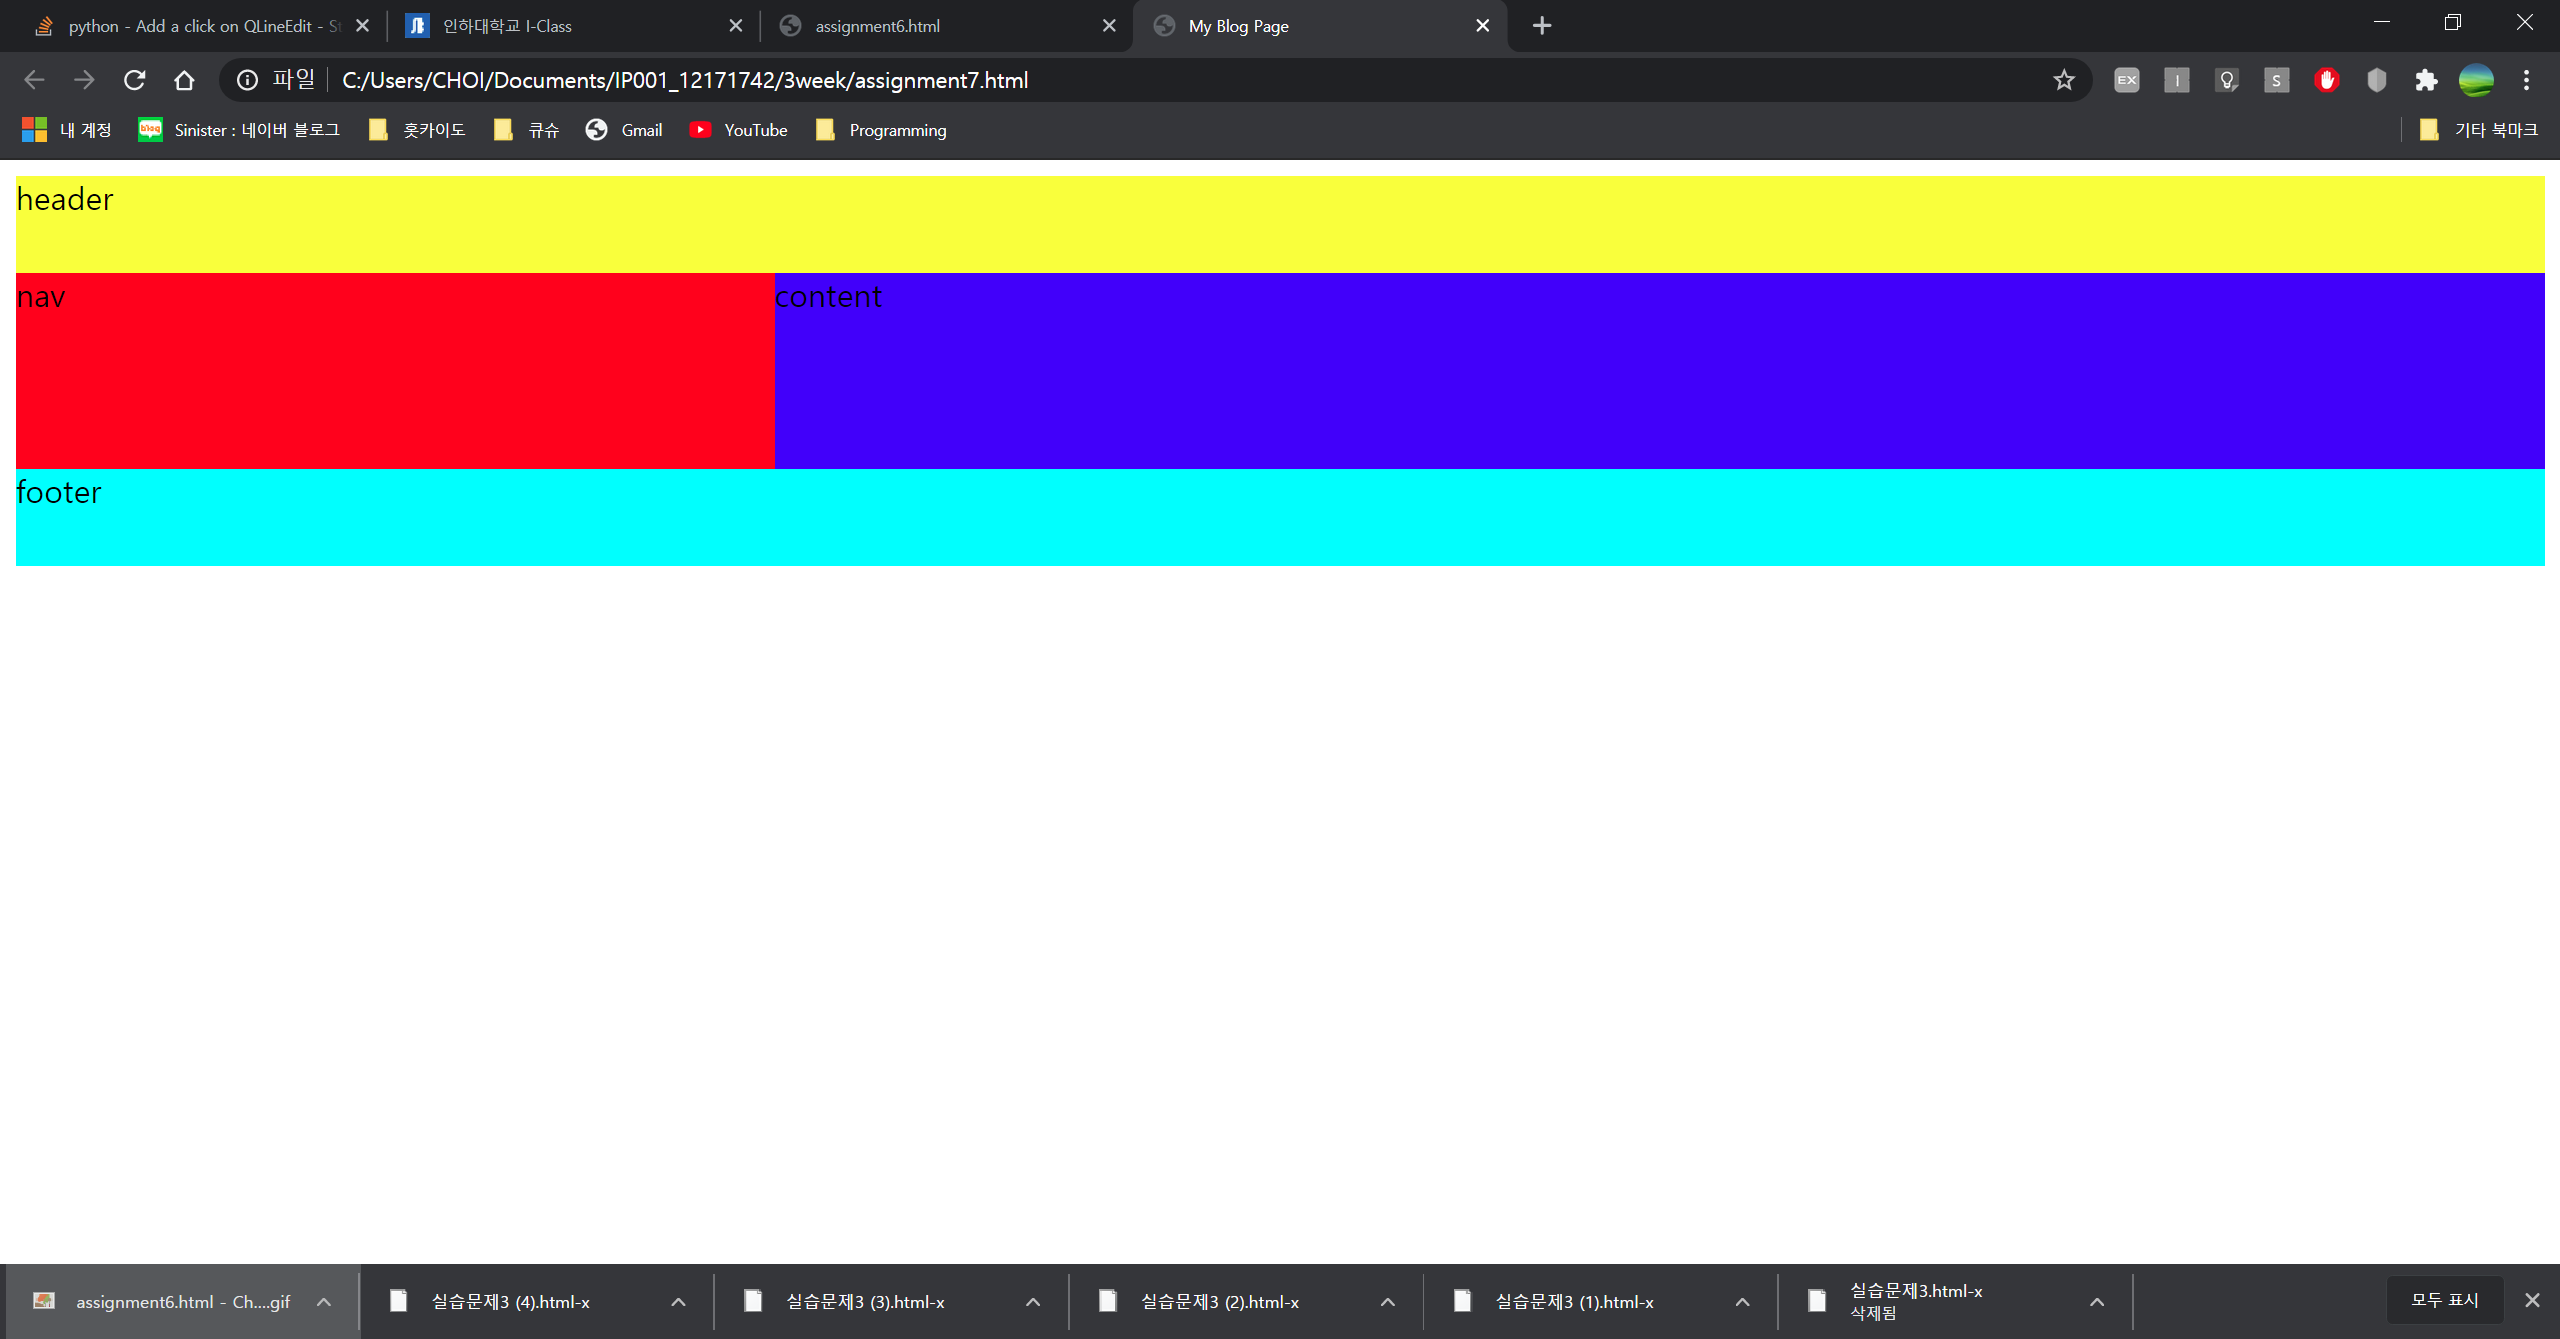 python - Add a click on QLineEdit - St
인하대학교 I-Class
assignment6.html
My Blog Page
파일
C:/Users/CHOI/Documents/IP001_12171742/3week/assignment7.html
EX
I
S
내 계정
blog
Sinister : 네이버 블로그
홋카이도
큐슈
Gmail
YouTube
Programming
기타 북마크
header
nav
content
footer
assignment6.html - Ch....gif
실습문제3 (4).html-x
실습문제3 (3).html-x
실습문제3 (2).html-x
실습문제3 (1).html-x
실습문제3.html-x
삭제됨
모두 표시